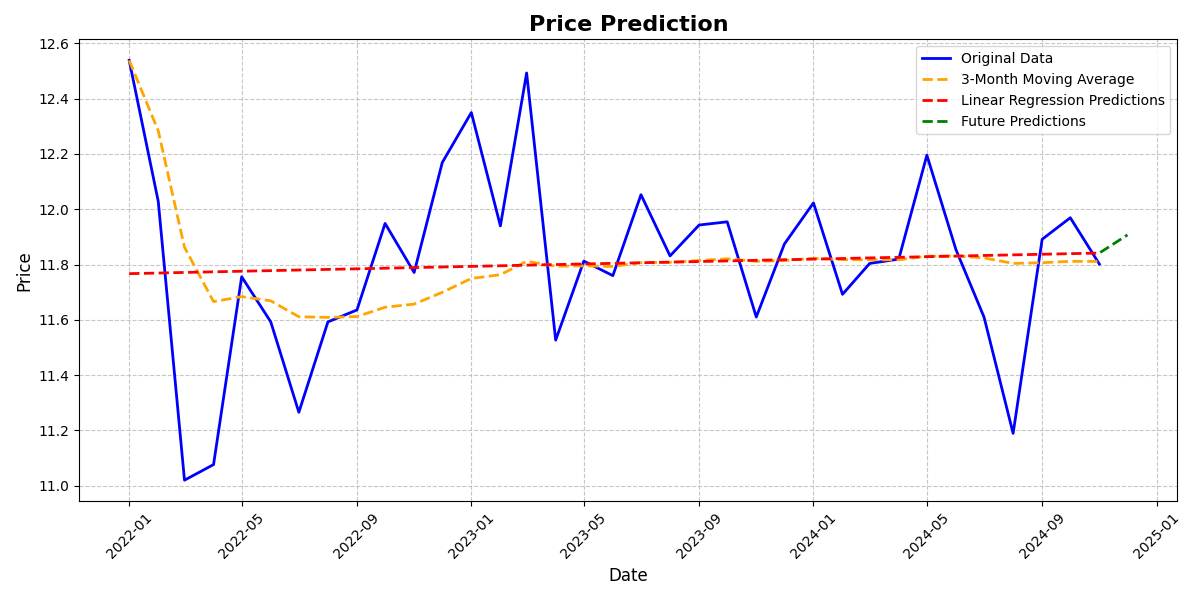 Price Prediction
Original Data
3-Month Moving Average
Linear Regression Predictions
Future Predictions
Price
12.6
12.4
12.2
12.0
11.8
11.6
11.4
11.2
11.0
2022-01
2022-05
2022-09
2023-01
2023-05
2023-09
2024-01
2024-05
2024-09
2025-01
Date